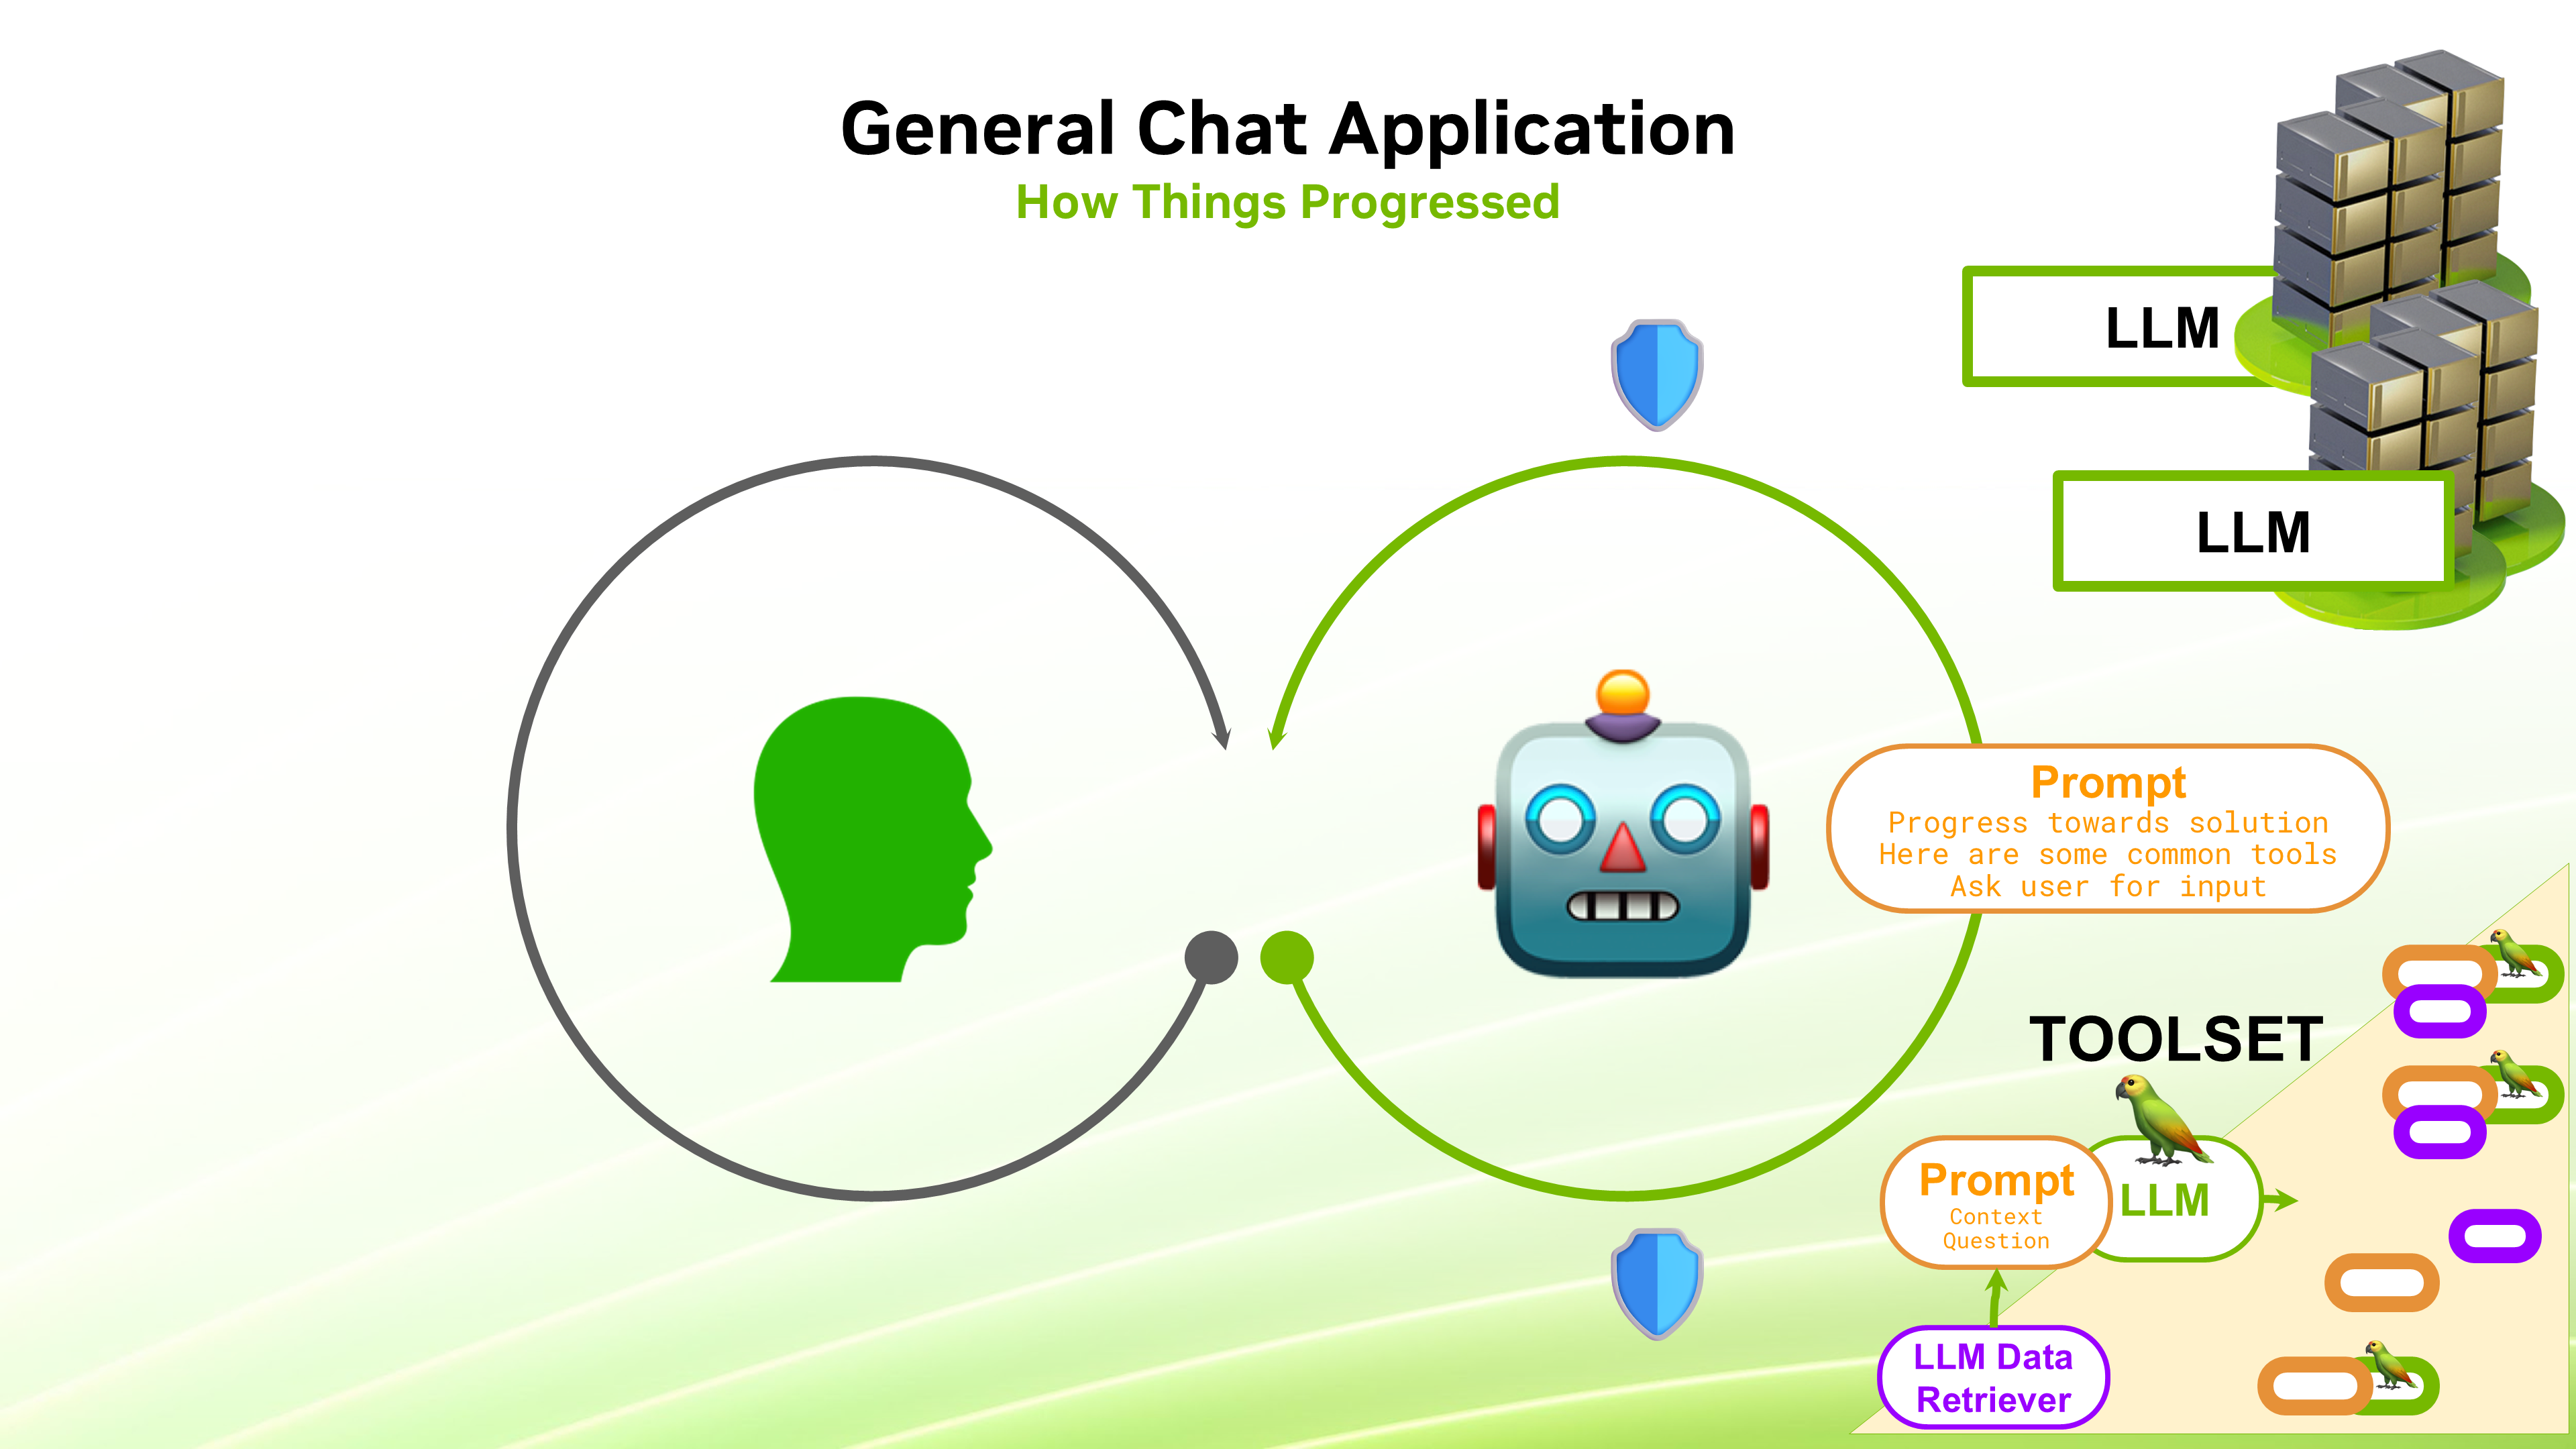 General Chat Application
How Things Progressed
LLM
LLM
Prompt
Progress towards solution
Here are some common tools
Ask user for input
TOOLSET
Prompt
Context
Question
LLM
LLM Data
Retriever